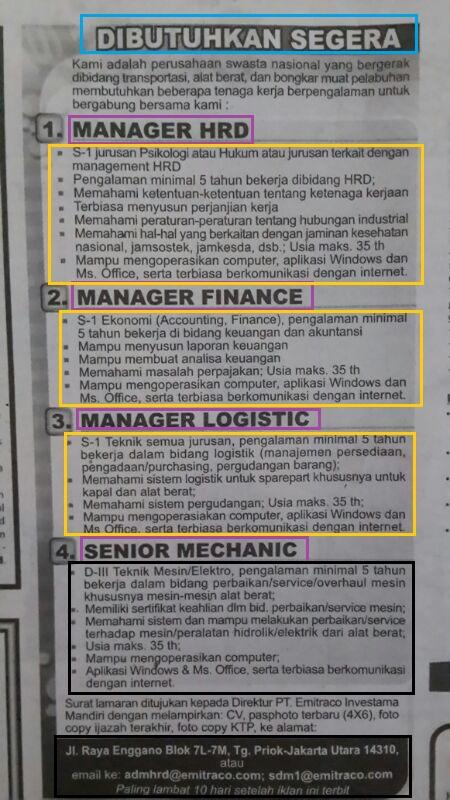 DIBUTUHKAN SEGERA
Kami adalah perusahaan swasta nasional yang bergerak
dibidang transportasi, alat berat, dan bongkar muat pelabuhan
membutuhkan beberapa tenaga kerja berpengalaman untuk
bergabung bersama kami :
1. MANAGER HRD
▪ S-1 jurusan Psikologi atau Hukum atau jurusan terkait dengan
management HRD
▪ Pengalaman minimal 5 tahun bekerja dibidang HRD;
▪ Memahami ketentuan-ketentuan tentang ketenaga kerjaan
▪ Terbiasa menyusun perjanjian kerja
▪ Memahami peraturan-peraturan tentang hubungan industrial
▪ Memahami hal-hal yang berkaitan dengan jaminan kesehatan
nasional, jamsostek, jamkesda, dsb.; Usia maks. 35 th
▪ Mampu mengoperasikan computer, aplikasi Windows dan
Ms. Office, serta terbiasa berkomunikasi dengan internet.
2. MANAGER FINANCE
▪ S-1 Ekonomi (Accounting, Finance), pengalaman minimal
5 tahun bekerja di bidang keuangan dan akuntansi
▪ Mampu menyusun laporan keuangan
▪ Mampu membuat analisa keuangan
▪ Memahami masalah perpajakan; Usia maks. 35 th
▪ Mampu mengoperasikan computer, aplikasi Windows dan
Ms. Office, serta terbiasa berkomunikasi dengan internet.
3. MANAGER LOGISTIC
▪ S-1 Teknik semua jurusan, pengalaman minimal 5 tahun
bekerja dalam bidang logistik (manajemen persediaan,
pengadaan/purchasing, pergudangan barang);
▪ Memahami sistem logistik untuk sparepart khususnya untuk
kapal dan alat berat;
▪ Memahami sistem pergudangan; Usia maks. 35 th;
▪ Mampu mengoperasiakan computer, aplikasi Windows dan
Ms Office, serta terbiasa berkomunikasi dengan internet.
4. SENIOR MECHANIC
▪ D-III Teknik Mesin/Elektro, pengalaman minimal 5 tahun
bekerja dalam bidang perbaikan/service/overhaul mesin
khususnya mesin-mesin alat berat;
▪ Memiliki sertifikat keahlian dlm bid. perbaikan/service mesin;
▪ Memahami sistem dan mampu melakukan perbaikan/service
terhadap mesin/peralatan hidrolik/elektrik dari alat berat;
▪ Usia maks. 35 th;
▪ Mampu mengoperasikan computer;
▪ Aplikasi Windows & Ms. Office, serta terbiasa berkomunikasi
dengan internet.
Surat lamaran ditujukan kepada Direktur PT. Emitraco Investama
Mandiri dengan melampirkan: CV, pasphoto terbaru (4X6), foto
copy ijazah terakhir, foto copy KTP, ke alamat:
Jl. Raya Enggano Blok 7L-7M, Tg. Priok-Jakarta Utara 14310,
atau
email ke: admhrd@emitraco.com; sdm1@emitraco.com
Paling lambat 10 hari setelah iklan ini terbit